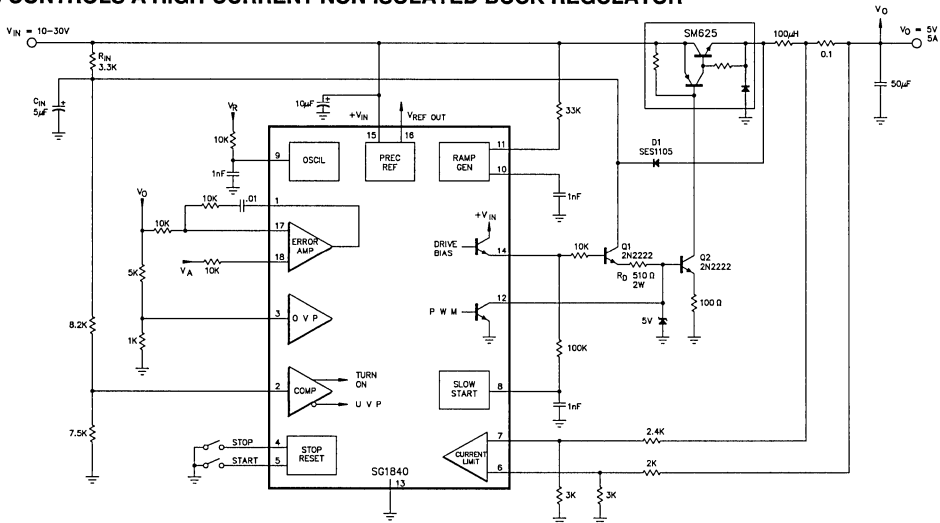 CONTROLS A HIGH CURRENT NON-ISOLATED BUCK REGULATOR
VIN = 10-30V
RIN
3.3K
CIN
5µF
10µF
+VIN
VREF OUT
15
16
SM625
100µH
0.1
VO
VO = 5V
5A
50µF
VR
10K
1nF
9
OSCIL
PREC
REF
RAMP
GEN
11
10
33K
1nF
D1
SES1105
VO
10K
10K
.01
1
17
18
ERROR
AMP
VA
10K
+VIN
DRIVE
BIAS
14
10K
Q1
2N2222
RD 510 Ω
2W
Q2
2N2222
100 Ω
5K
3
O V P
P W M
12
5V
1K
8.2K
100K
2
COMP
TURN
ON
U V P
SLOW
START
8
1nF
7.5K
STOP
4
START
5
STOP
RESET
CURRENT
LIMIT
7
6
2.4K
2K
3K
3K
SG1840
13